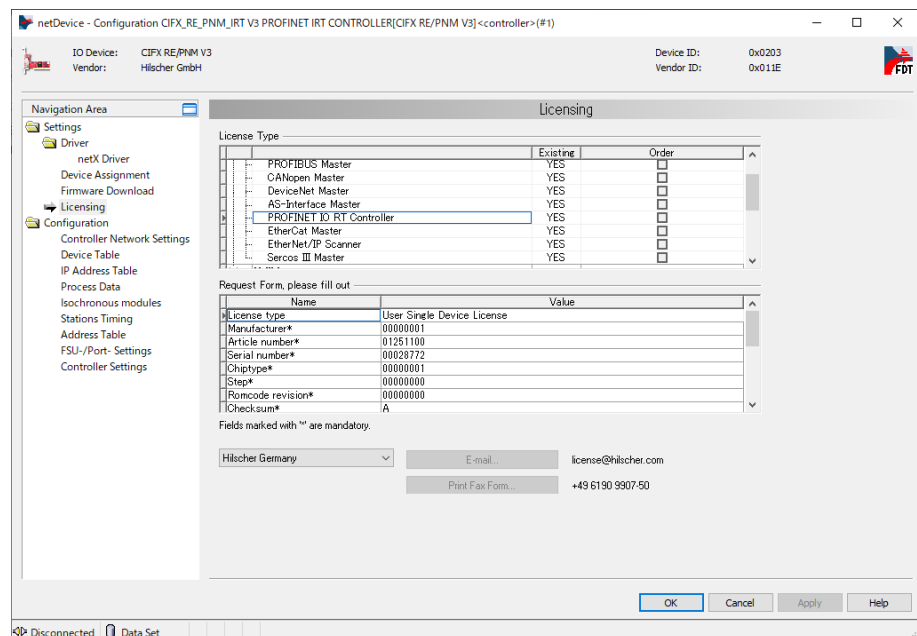 netDevice - Configuration CIFX_RE_PNM_IRT V3 PROFINET IRT CONTROLLER[CIFX RE/PNM V3]<controller>(#1)
IO Device: CIFX RE/PNM V3 Device ID: 0x0203
Vendor: Hilscher GmbH Vendor ID: 0x011E
FDT
Navigation Area
Settings
Driver
netX Driver
Device Assignment
Firmware Download
Licensing
Configuration
Controller Network Settings
Device Table
IP Address Table
Process Data
Isochronous modules
Stations Timing
Address Table
FSU-/Port- Settings
Controller Settings
Licensing
License Type
Existing Order
PROFIBUS Master YES
CANopen Master YES
DeviceNet Master YES
AS-Interface Master YES
PROFINET IO RT Controller YES
EtherCat Master YES
EtherNet/IP Scanner YES
Sercos III Master YES
Request Form, please fill out
Name Value
License type User Single Device License
Manufacturer* 00000001
Article number* 01251100
Serial number* 00028772
Chiptype* 00000001
Step* 00000000
Romcode revision* 00000000
Checksum* A
Fields marked with '*' are mandatory.
Hilscher Germany E-mail... license@hilscher.com
Print Fax Form... +49 6190 9907-50
OK Cancel Apply Help
Disconnected Data Set